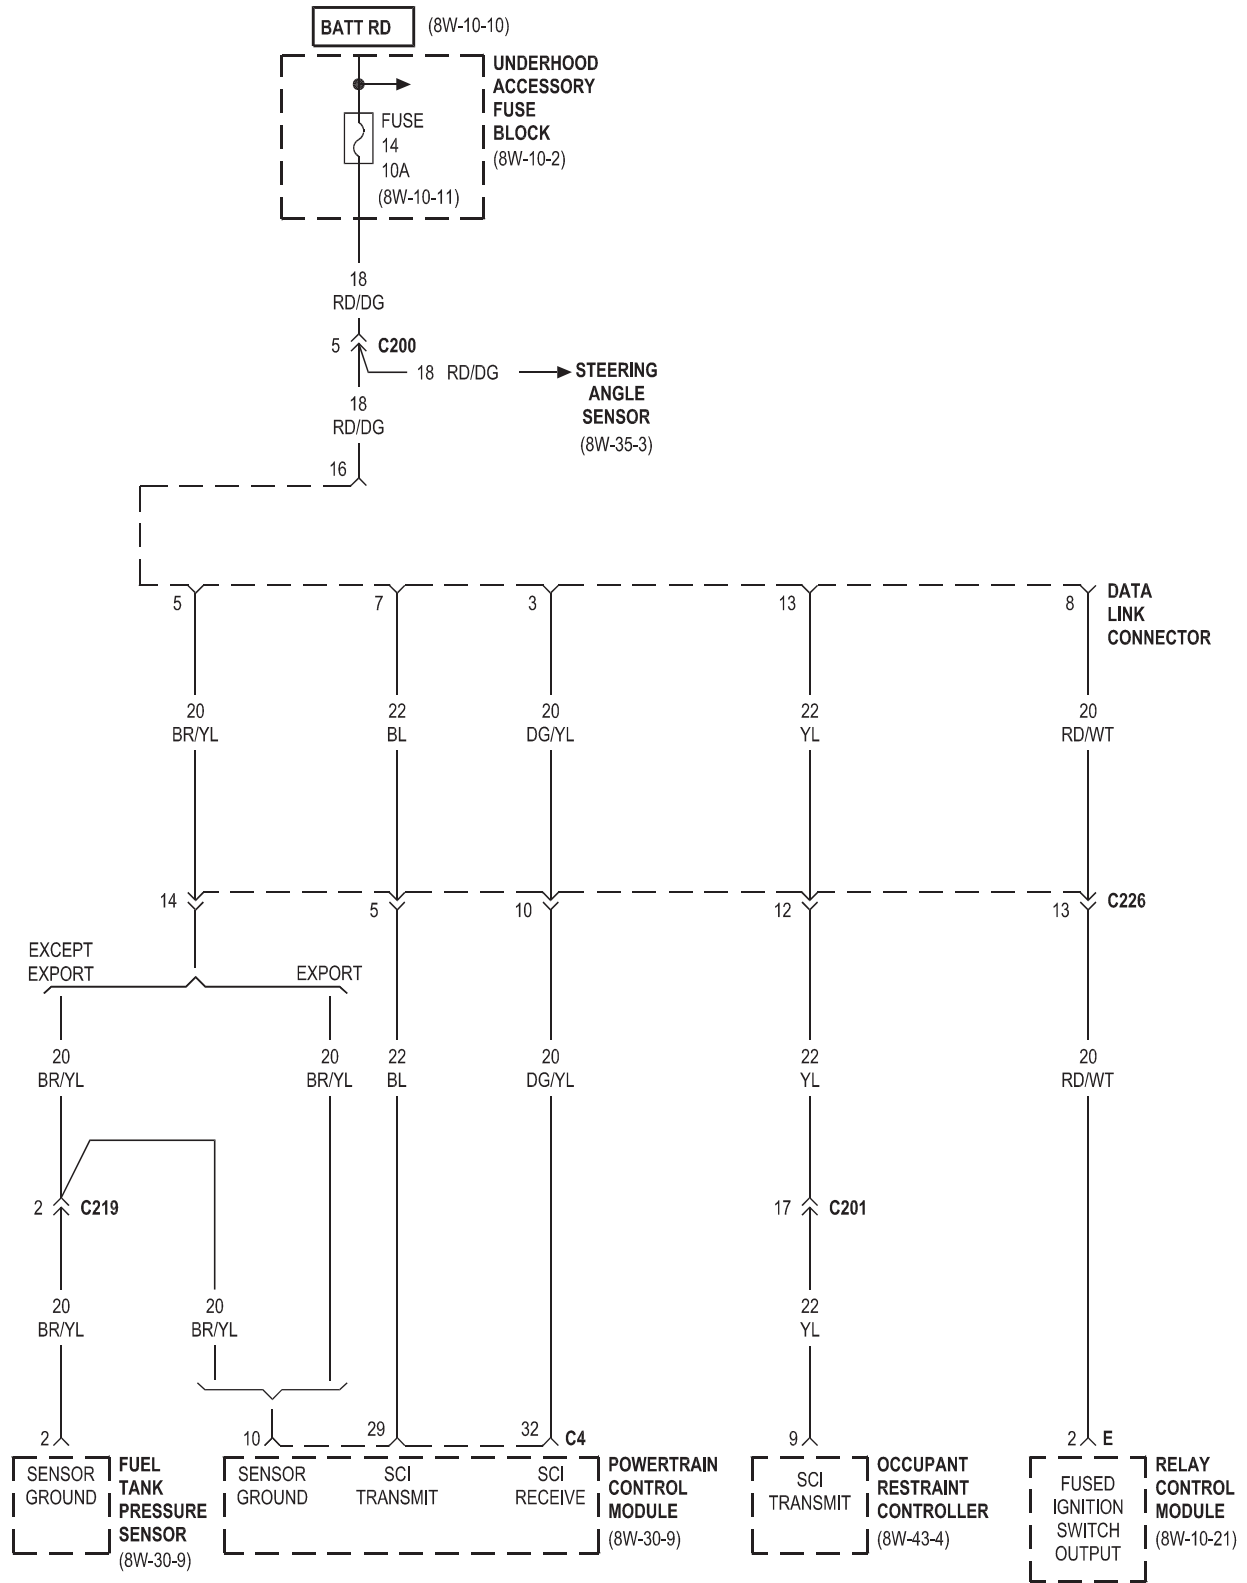 BATT RD (8W-10-10)
UNDERHOOD
ACCESSORY
FUSE
BLOCK
(8W-10-2)
FUSE
14
10A
(8W-10-11)
18
RD/DG
5 C200
18 RD/DG
STEERING
ANGLE
SENSOR
(8W-35-3)
18
RD/DG
16
5 7 3 13 8
DATA
LINK
CONNECTOR
20 22 20 22 20
BR/YL BL DG/YL YL RD/WT
14 5 10 12 13 C226
EXCEPT
EXPORT EXPORT
20 20 22 20 22 20
BR/YL BR/YL BL DG/YL YL RD/WT
2 C219 17 C201
20 20 22
BR/YL BR/YL YL
2 10 29 32 C4 9 2 E
SENSOR
GROUND
FUEL
TANK
PRESSURE
SENSOR
(8W-30-9)
SENSOR
GROUND
SCI
TRANSMIT
SCI
RECEIVE
POWERTRAIN
CONTROL
MODULE
(8W-30-9)
SCI
TRANSMIT
OCCUPANT
RESTRAINT
CONTROLLER
(8W-43-4)
FUSED
IGNITION
SWITCH
OUTPUT
RELAY
CONTROL
MODULE
(8W-10-21)